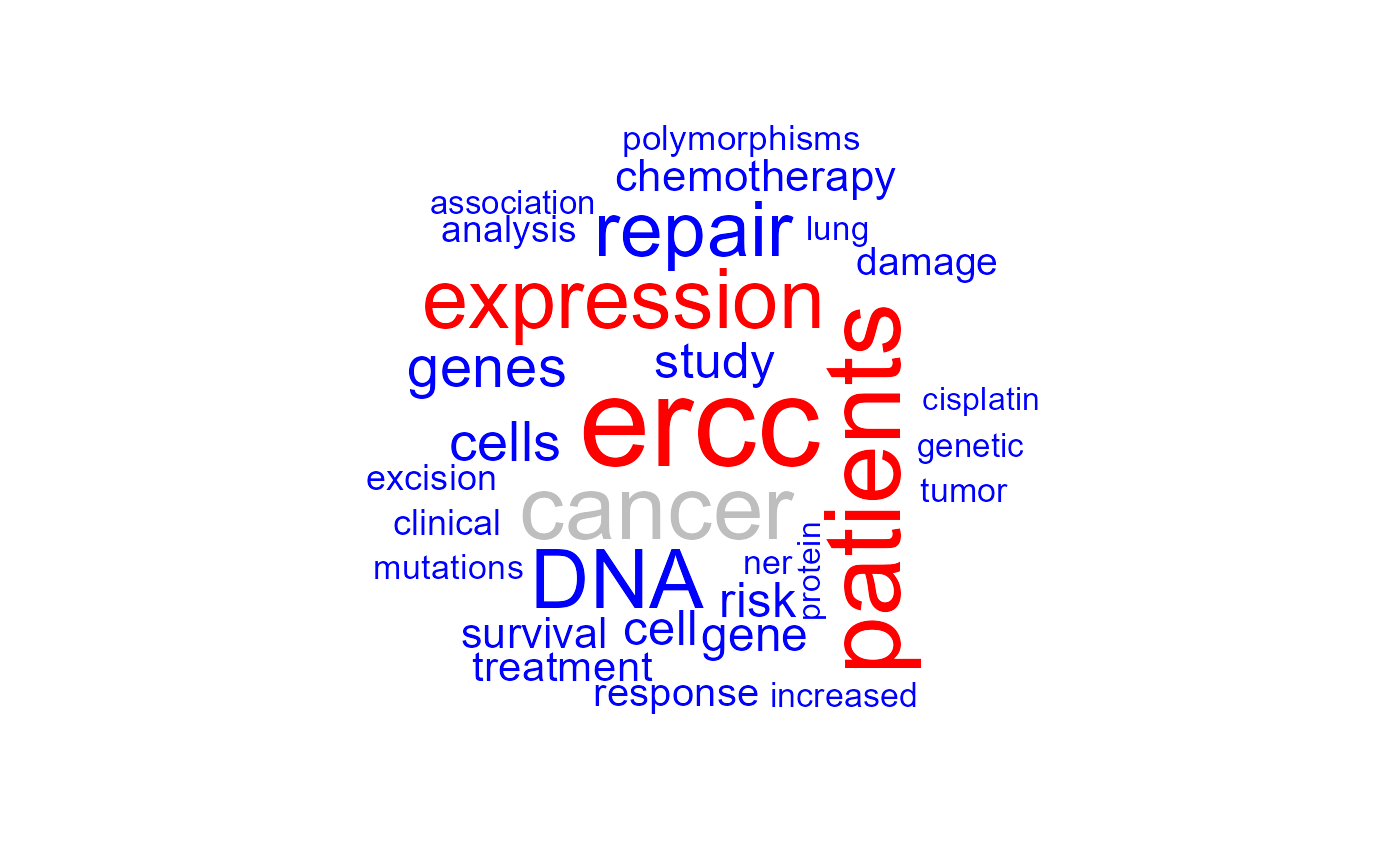 polymorphisms
chemotherapy
association
analysis
repair
lung
damage
expression
genes
study
patients
ercc
cisplatin
cells
genetic
excision
cancer
tumor
clinical
mutations
DNA
ner
protein
risk
survival
cell
gene
treatment
response
increased